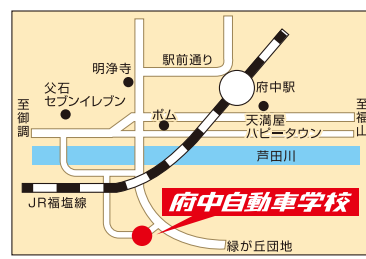 駅前通り
明浄寺
府中駅
父石
セブンイレブン
至御調
ポム
天満屋
ハピータウン
至福山
芦田川
JR福塩線
府中自動車学校
緑が丘団地